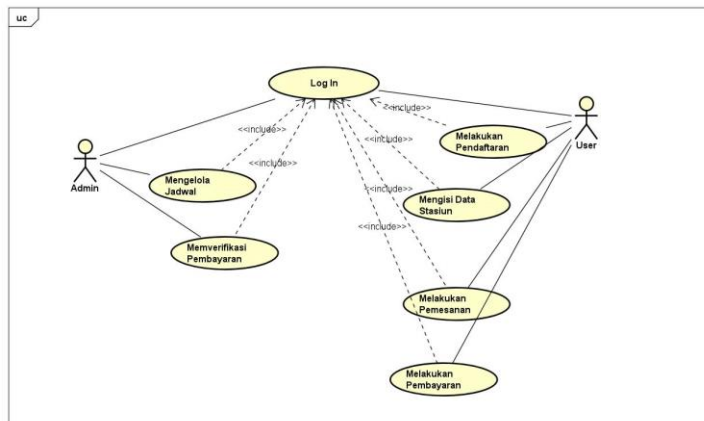 uc
Log In
<<include>>
<<include>>
Melakukan
Pendaftaran
User
<<include>>
Admin
<<include>>
<<include>>
Mengelola
Jadwal
<<include>>
Mengisi Data
Stasiun
<<include>>
Memverifikasi
Pembayaran
Melakukan
Pemesanan
Melakukan
Pembayaran